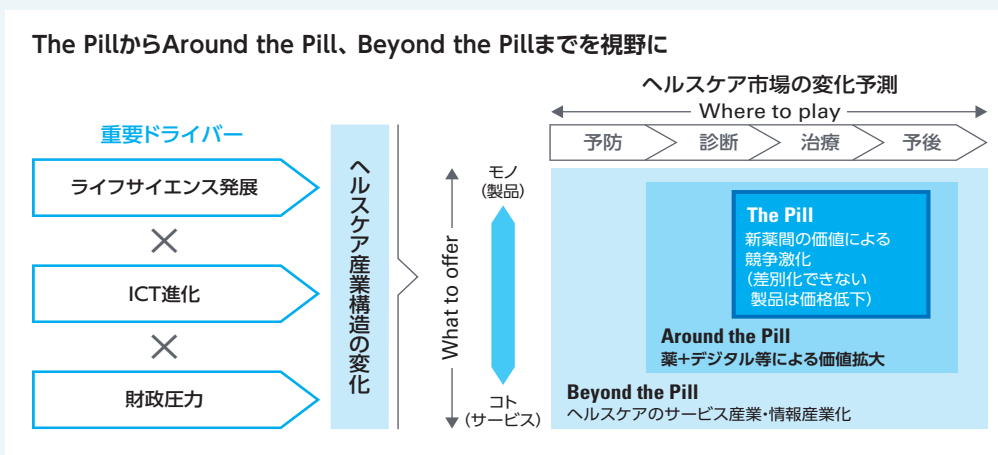 The PillからAround the Pill、Beyond the Pillまでを視野に
重要ドライバー
ライフサイエンス発展
×
ICT進化
×
財政圧力
ヘルスケア産業構造の変化
ヘルスケア市場の変化予測
Where to play
予防
診断
治療
予後
What to offer
モノ
(製品)
コト
(サービス)
The Pill
新薬間の価値による
競争激化
(差別化できない
製品は価格低下)
Around the Pill
薬+デジタル等による価値拡大
Beyond the Pill
ヘルスケアのサービス産業・情報産業化